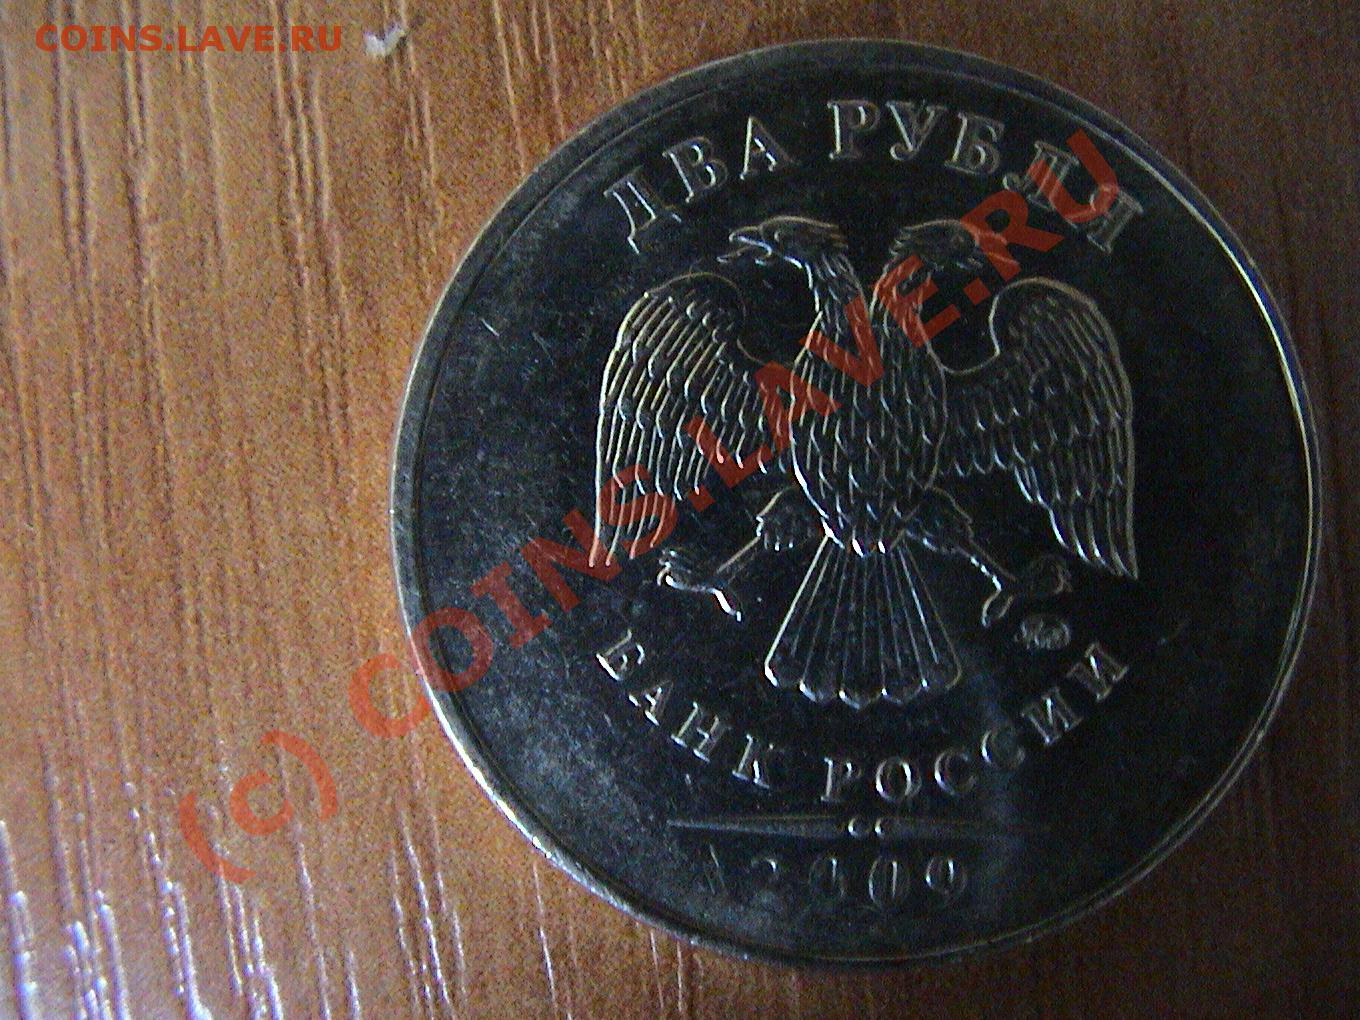 COINS.LAVE.RU
ДВА РУБЛЯ
(c) COINS.LAVE.RU
БАНК РОССИИ
2009